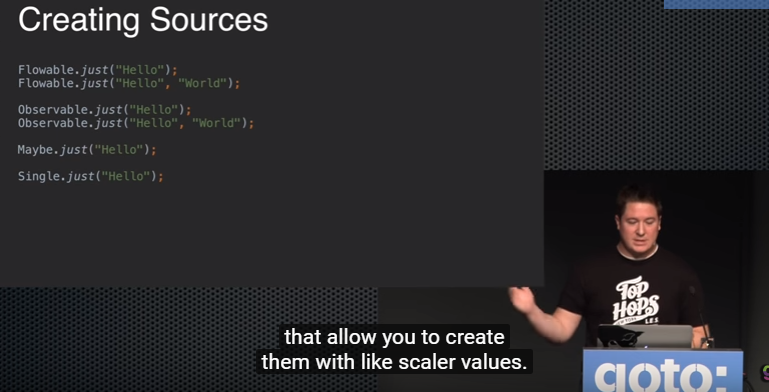 Creating Sources
Flowable.just("Hello");
Flowable.just("Hello", "World");
Observable.just("Hello");
Observable.just("Hello", "World");
Maybe.just("Hello");
Single.just("Hello");
TOP
HOPS
L.E.S.
that allow you to create
them with like scaler values.
goto;